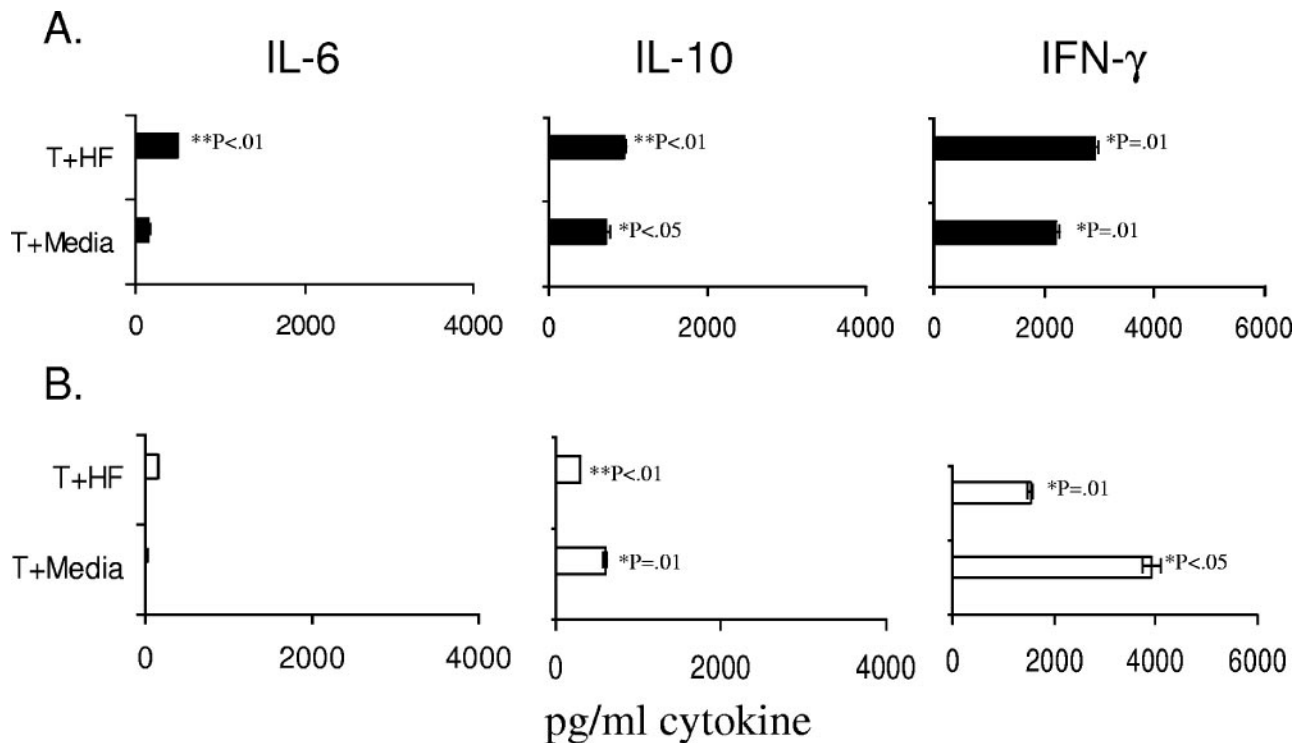 A.
IL-6 IL-10 IFN-γ
T+HF **P<.01 **P<.01 *P=.01
T+Media *P<.05 *P=.01
0 2000 4000 0 2000 4000 0 2000 4000 6000
B.
T+HF **P<.01 *P=.01
T+Media *P=.01 *P<.05
0 2000 4000 0 2000 4000 0 2000 4000 6000
pg/ml cytokine